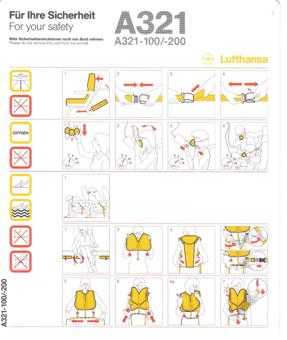 Für Ihre Sicherheit
For your safety
Bitte Sicherheitsinstruktionen nicht von Bord nehmen
Please do not remove this card from the aircraft
A321
A321-100/-200
Lufthansa
1
2
3
4
OXYGEN
1
2
3
4
1
1
2
3
4
5
6
6a
7
A321-100/-200